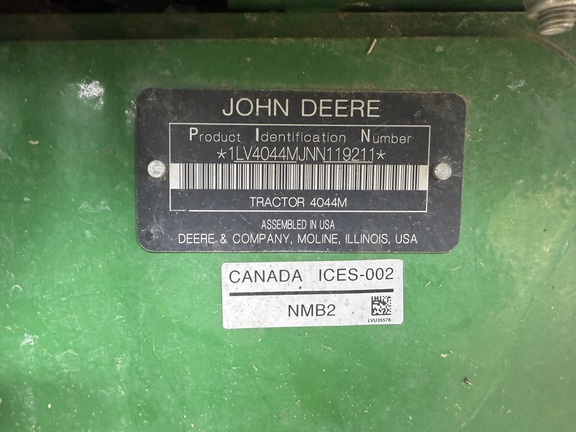 JOHN DEERE
Product Identification Number
*1LV4044MJNN119211*
TRACTOR 4044M
ASSEMBLED IN USA
DEERE & COMPANY, MOLINE, ILLINOIS, USA
CANADA ICES-002
NMB2
LVU35578